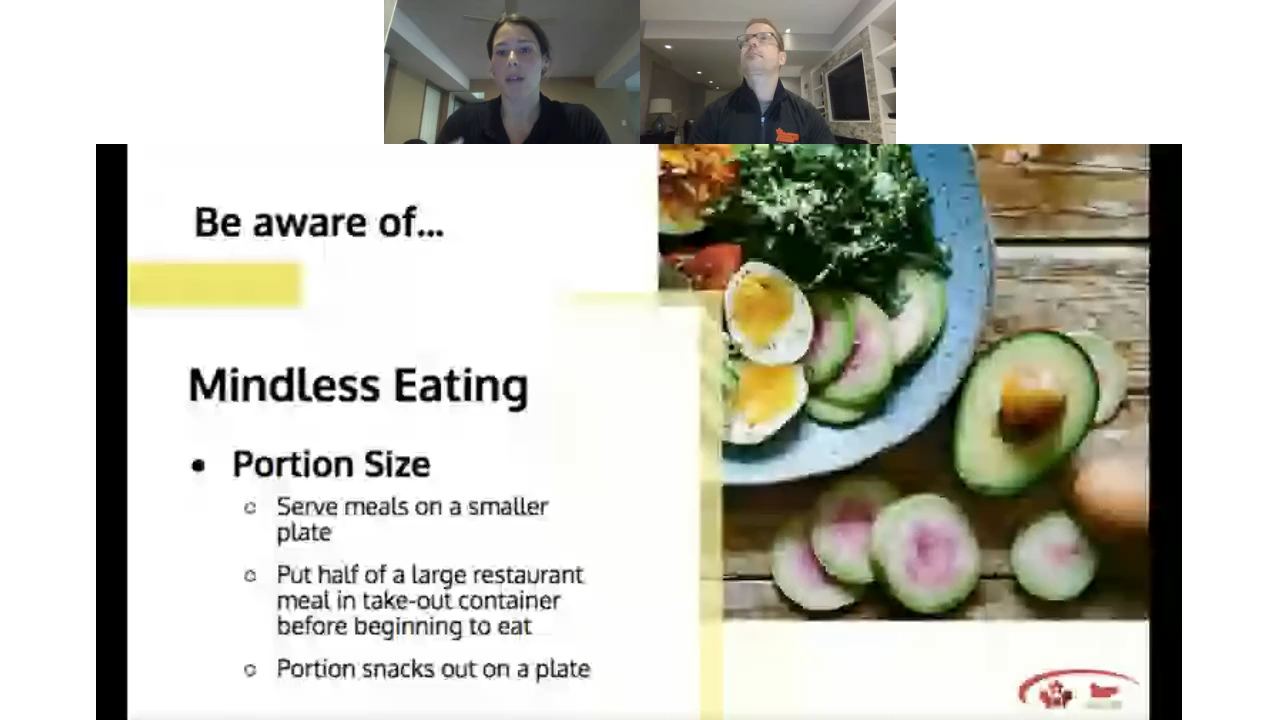 Be aware of...
Mindless Eating
• Portion Size
○ Serve meals on a smaller
plate
○ Put half of a large restaurant
meal in take-out container
before beginning to eat
○ Portion snacks out on a plate